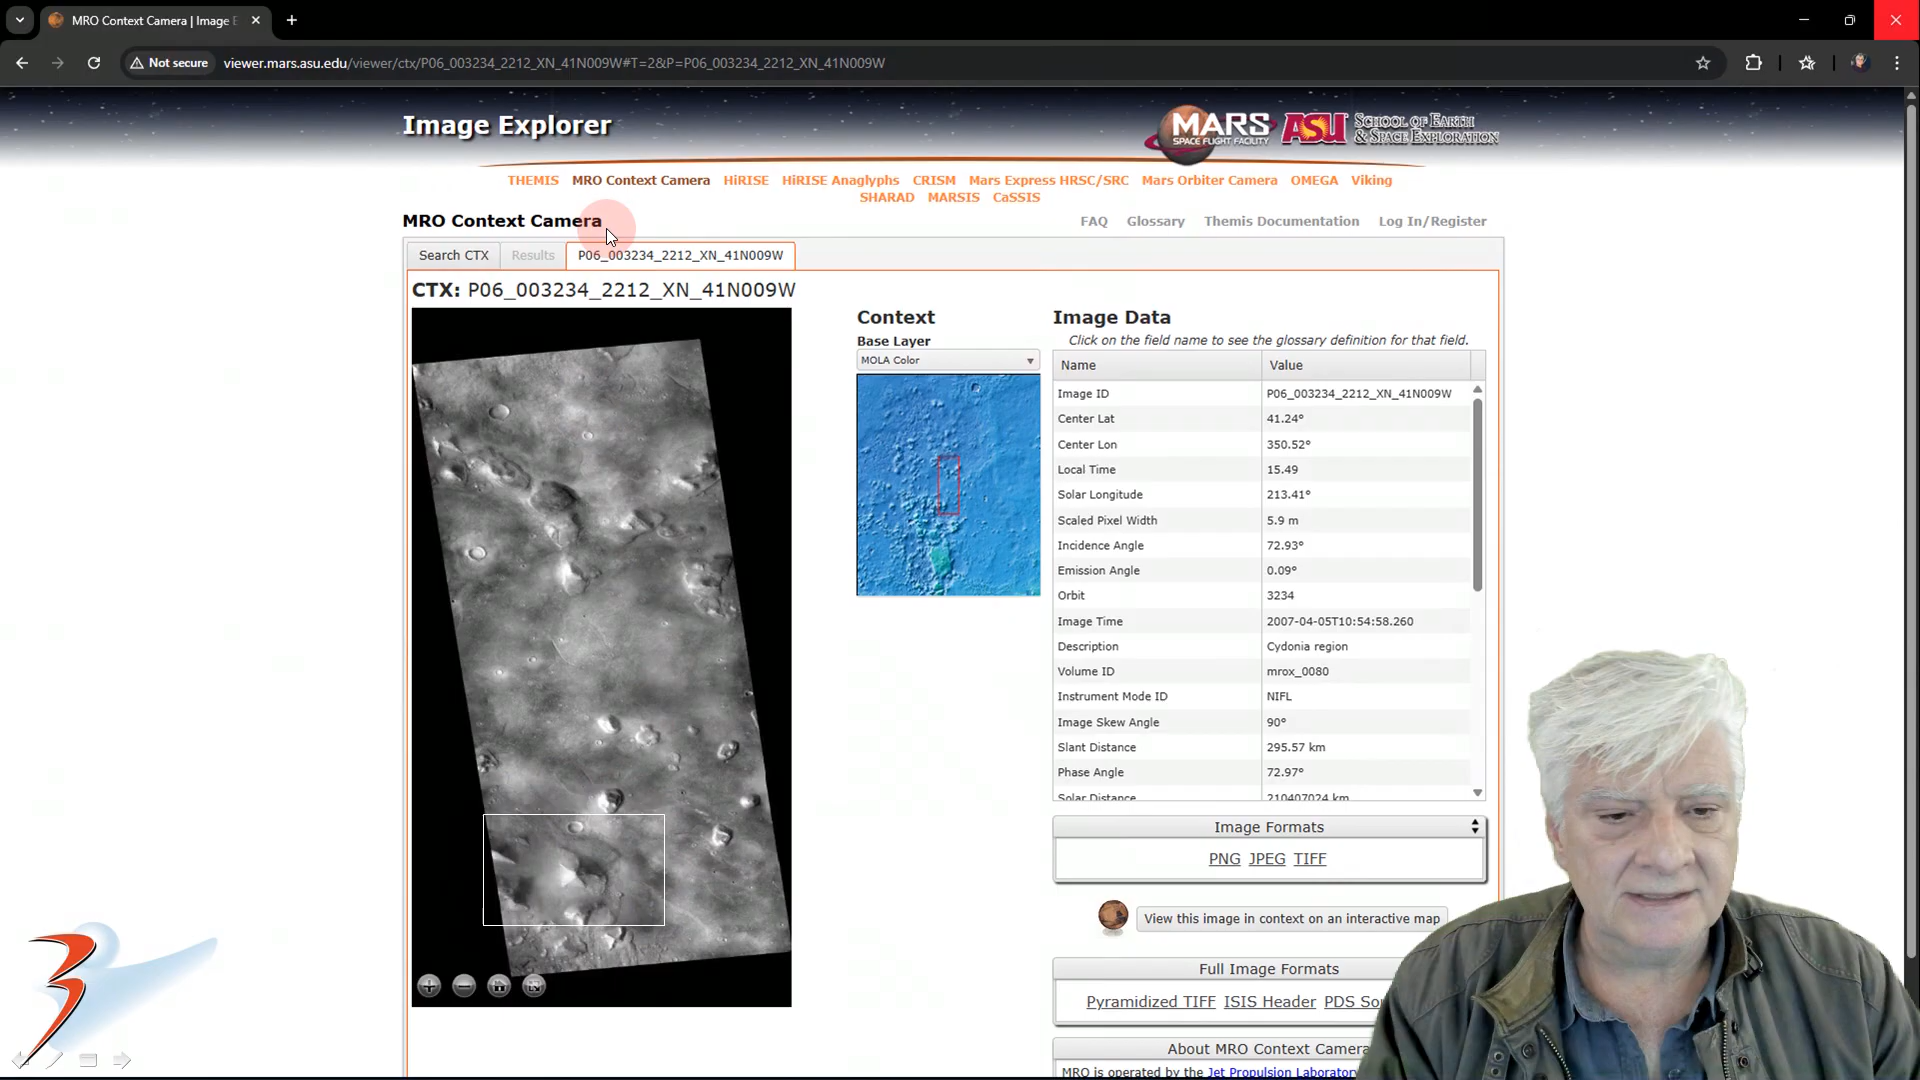 MRO Context Camera | Image E
Not secure
viewer.mars.asu.edu/viewer/ctx/P06_003234_2212_XN_41N009W#T=2&P=P06_003234_2212_XN_41N009W
Image Explorer
MARS
SPACE FLIGHT FACILITY
ASU
SCHOOL OF EARTH
& SPACE EXPLORATION
THEMIS MRO Context Camera HiRISE HiRISE Anaglyphs CRISM Mars Express HRSC/SRC Mars Orbiter Camera OMEGA Viking
SHARAD MARSIS CaSSIS
MRO Context Camera
FAQ Glossary Themis Documentation Log In/Register
Search CTX Results P06_003234_2212_XN_41N009W
CTX: P06_003234_2212_XN_41N009W
Context
Base Layer
MOLA Color
Image Data
Click on the field name to see the glossary definition for that field.
Name Value
Image ID P06_003234_2212_XN_41N009W
Center Lat 41.24°
Center Lon 350.52°
Local Time 15.49
Solar Longitude 213.41°
Scaled Pixel Width 5.9 m
Incidence Angle 72.93°
Emission Angle 0.09°
Orbit 3234
Image Time 2007-04-05T10:54:58.260
Description Cydonia region
Volume ID mrox_0080
Instrument Mode ID NIFL
Image Skew Angle 90°
Slant Distance 295.57 km
Phase Angle 72.97°
Solar Distance 210407024 km
Image Formats
PNG JPEG TIFF
View this image in context on an interactive map
Full Image Formats
Pyramidized TIFF ISIS Header PDS So
About MRO Context Camera
MRO is operated by the Jet Propulsion Laboratory